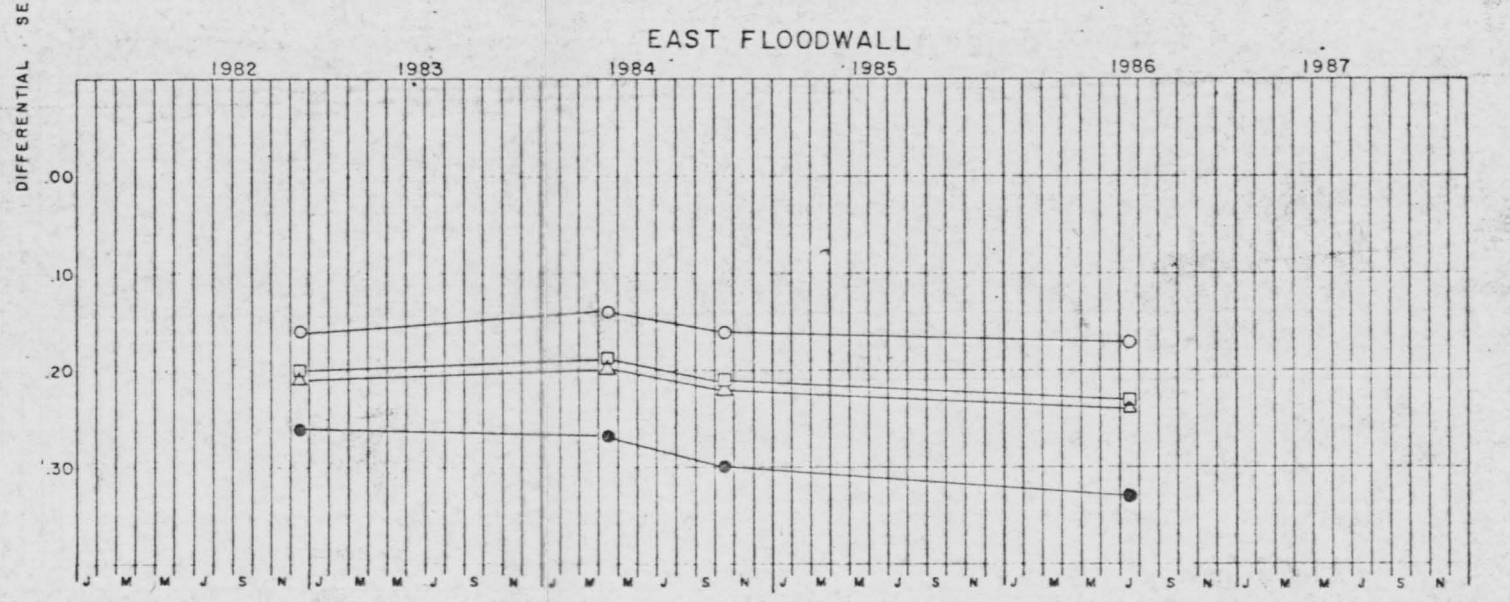 DIFFERENTIAL SE
EAST FLOODWALL
1982 1983 1984 1985 1986 1987
.00
.10
.20
.30
J M M J S N J M M J S N J M M J S N J M M J S N J M M J S N J M M J S N